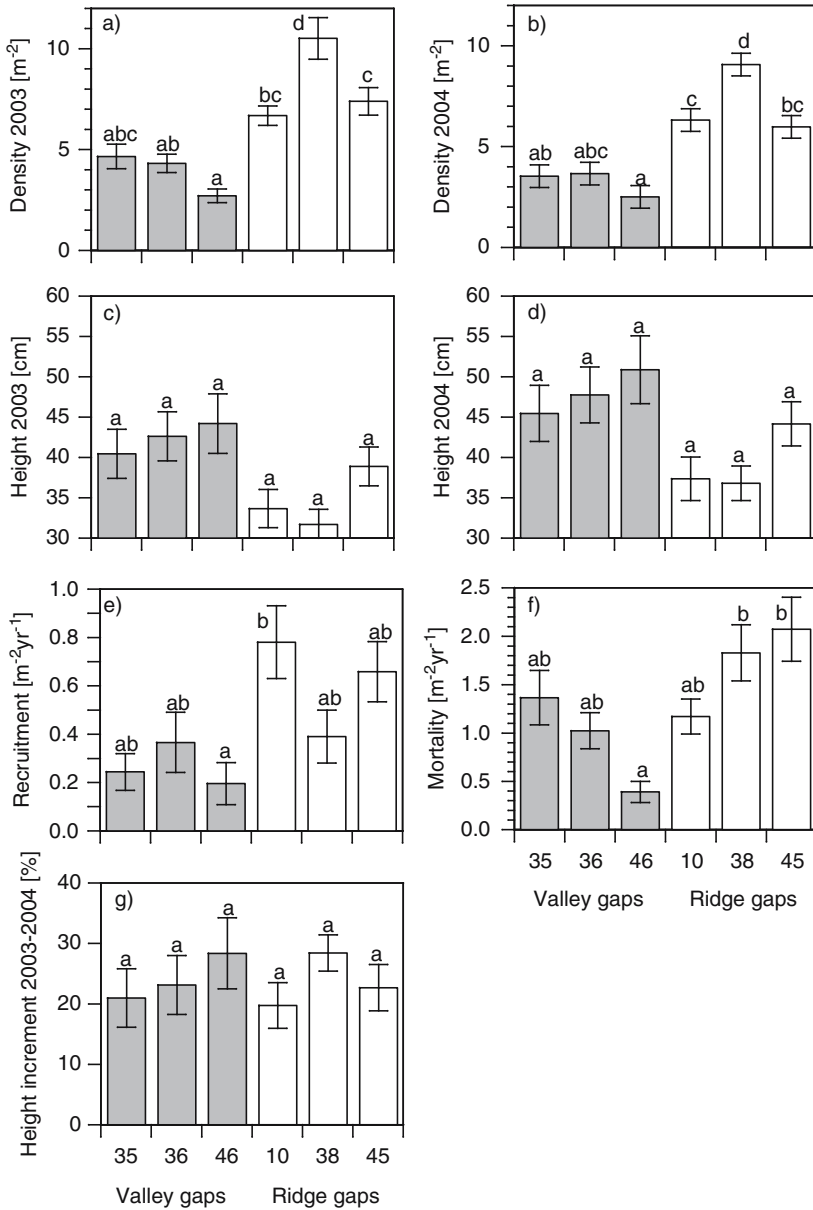 a)
Density 2003 [m⁻²]
10
5
0
abc
ab
a
bc
d
c
b)
Density 2004 [m⁻²]
10
5
0
ab
abc
a
c
d
bc
c)
Height 2003 [cm]
60
55
50
45
40
35
30
a
a
a
a
a
a
d)
Height 2004 [cm]
60
55
50
45
40
35
30
a
a
a
a
a
a
e)
Recruitment [m⁻²yr⁻¹]
1.0
0.8
0.6
0.4
0.2
0.0
ab
ab
a
b
ab
ab
f)
Mortality [m⁻²yr⁻¹]
2.5
2.0
1.5
1.0
0.5
0.0
ab
ab
a
ab
b
b
35 36 46 10 38 45
Valley gaps Ridge gaps
g)
Height increment 2003-2004 [%]
40
30
20
10
0
a
a
a
a
a
a
35 36 46 10 38 45
Valley gaps Ridge gaps